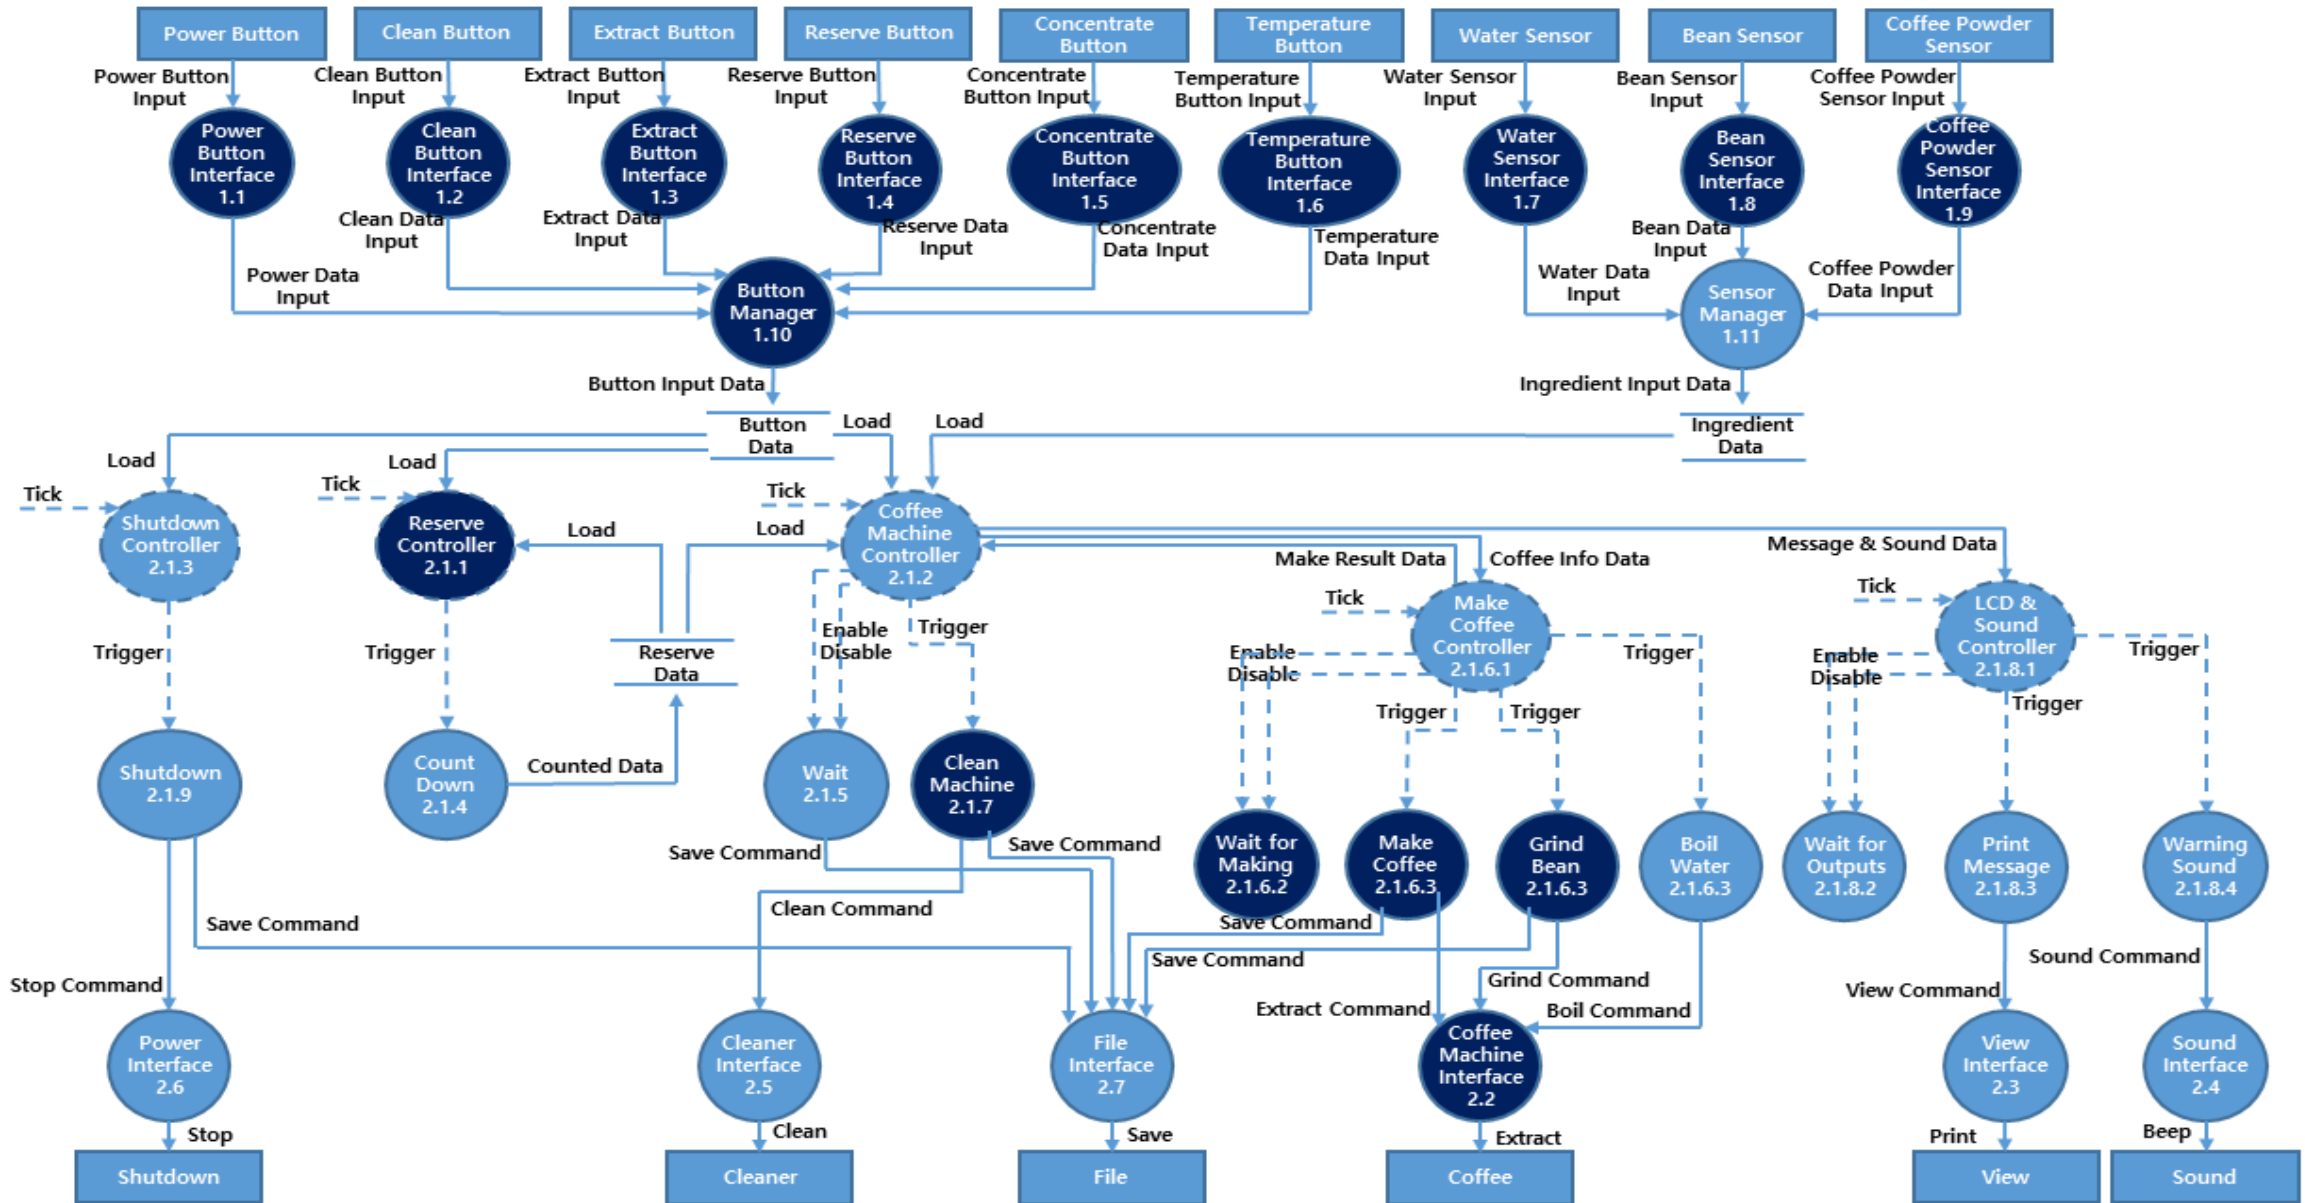 Power Button
Clean Button
Extract Button
Reserve Button
Concentrate
Button
Temperature
Button
Water Sensor
Bean Sensor
Coffee Powder
Sensor
Power Button
Input
Clean Button
Input
Extract Button
Input
Reserve Button
Input
Concentrate
Button Input
Temperature
Button Input
Water Sensor
Input
Bean Sensor
Input
Coffee Powder
Sensor Input
Power
Button
Interface
1.1
Clean
Button
Interface
1.2
Extract
Button
Interface
1.3
Reserve
Button
Interface
1.4
Concentrate
Button
Interface
1.5
Temperature
Button
Interface
1.6
Water
Sensor
Interface
1.7
Bean
Sensor
Interface
1.8
Coffee
Powder
Sensor
Interface
1.9
Power Data
Input
Clean Data
Input
Extract Data
Input
Reserve Data
Input
Concentrate
Data Input
Temperature
Data Input
Water Data
Input
Bean Data
Input
Coffee Powder
Data Input
Button
Manager
1.10
Sensor
Manager
1.11
Button Input Data
Ingredient Input Data
Button
Data
Ingredient
Data
Load
Load
Load
Load
Tick
Tick
Tick
Shutdown
Controller
2.1.3
Reserve
Controller
2.1.1
Load
Load
Coffee
Machine
Controller
2.1.2
Make Result Data
Coffee Info Data
Message & Sound Data
Tick
Tick
Make
Coffee
Controller
2.1.6.1
LCD &
Sound
Controller
2.1.8.1
Trigger
Trigger
Reserve
Data
Enable
Disable
Trigger
Enable
Disable
Trigger
Trigger
Trigger
Enable
Disable
Trigger
Trigger
Shutdown
2.1.9
Count
Down
2.1.4
Counted Data
Wait
2.1.5
Clean
Machine
2.1.7
Wait for
Making
2.1.6.2
Make
Coffee
2.1.6.3
Grind
Bean
2.1.6.3
Boil
Water
2.1.6.3
Wait for
Outputs
2.1.8.2
Print
Message
2.1.8.3
Warning
Sound
2.1.8.4
Save Command
Save Command
Clean Command
Save Command
Save Command
Save Command
Stop Command
Grind Command
Extract Command
Boil Command
View Command
Sound Command
Power
Interface
2.6
Cleaner
Interface
2.5
File
Interface
2.7
Coffee
Machine
Interface
2.2
View
Interface
2.3
Sound
Interface
2.4
Stop
Clean
Save
Extract
Print
Beep
Shutdown
Cleaner
File
Coffee
View
Sound